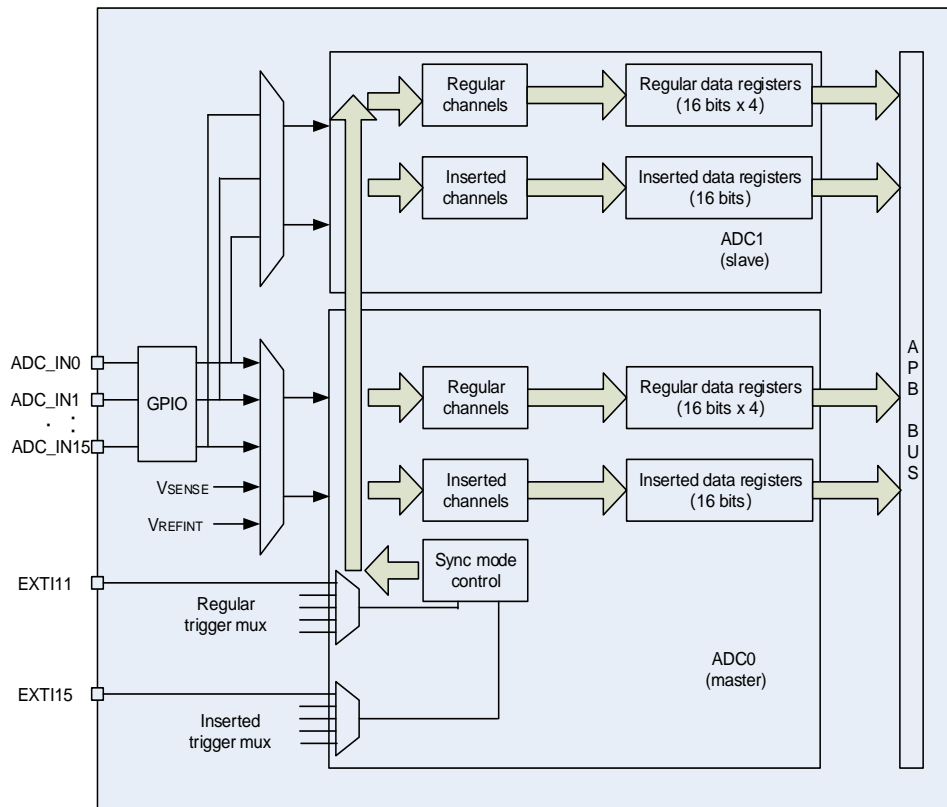 Regular
channels
Regular data registers
(16 bits x 4)
Inserted
channels
Inserted data registers
(16 bits)
ADC1
(slave)
ADC_IN0
ADC_IN1
ADC_IN15
GPIO
VSENSE
VREFINT
Regular
channels
Regular data registers
(16 bits x 4)
Inserted
channels
Inserted data registers
(16 bits)
Sync mode
control
EXTI11
Regular
trigger mux
ADC0
(master)
EXTI15
Inserted
trigger mux
APB BUS